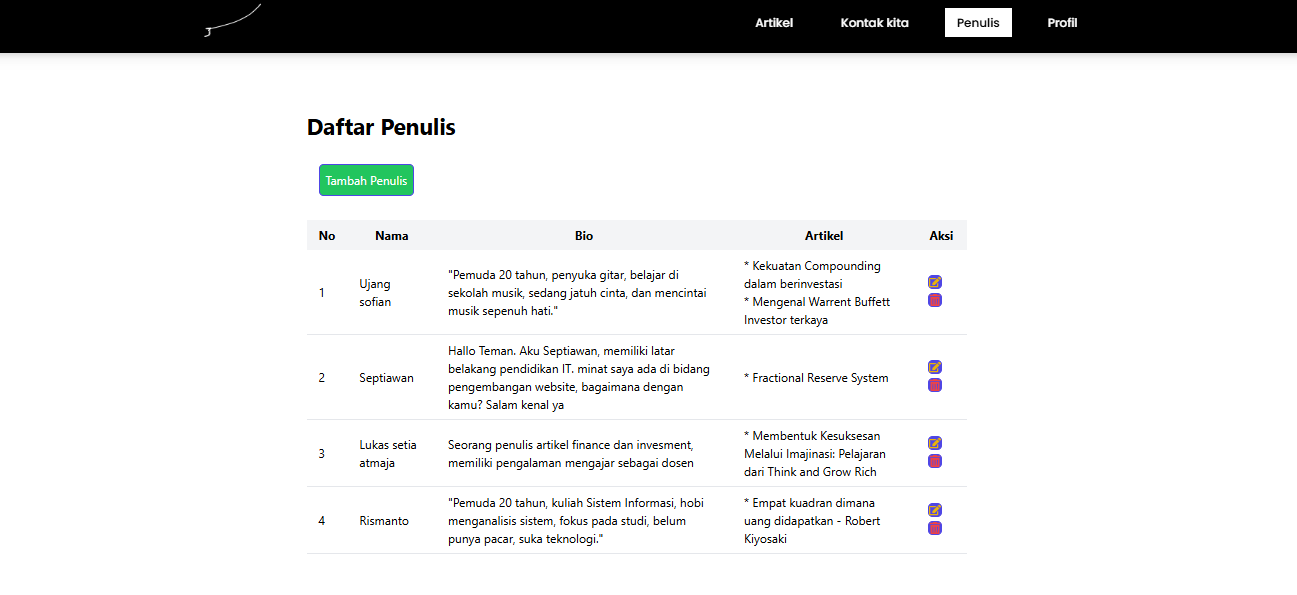 Artikel Kontak kita Penulis Profil
Daftar Penulis
Tambah Penulis
No Nama Bio Artikel Aksi
1
Ujang
sofian
"Pemuda 20 tahun, penyuka gitar, belajar di
sekolah musik, sedang jatuh cinta, dan mencintai
musik sepenuh hati."
* Kekuatan Compounding
dalam berinvestasi
* Mengenal Warrent Buffett
Investor terkaya
2
Septiawan
Hallo Teman. Aku Septiawan, memiliki latar
belakang pendidikan IT. minat saya ada di bidang
pengembangan website, bagaimana dengan
kamu? Salam kenal ya
* Fractional Reserve System
3
Lukas setia
atmaja
Seorang penulis artikel finance dan invesment,
memiliki pengalaman mengajar sebagai dosen
* Membentuk Kesuksesan
Melalui Imajinasi: Pelajaran
dari Think and Grow Rich
4
Rismanto
"Pemuda 20 tahun, kuliah Sistem Informasi, hobi
menganalisis sistem, fokus pada studi, belum
punya pacar, suka teknologi."
* Empat kuadran dimana
uang didapatkan - Robert
Kiyosaki